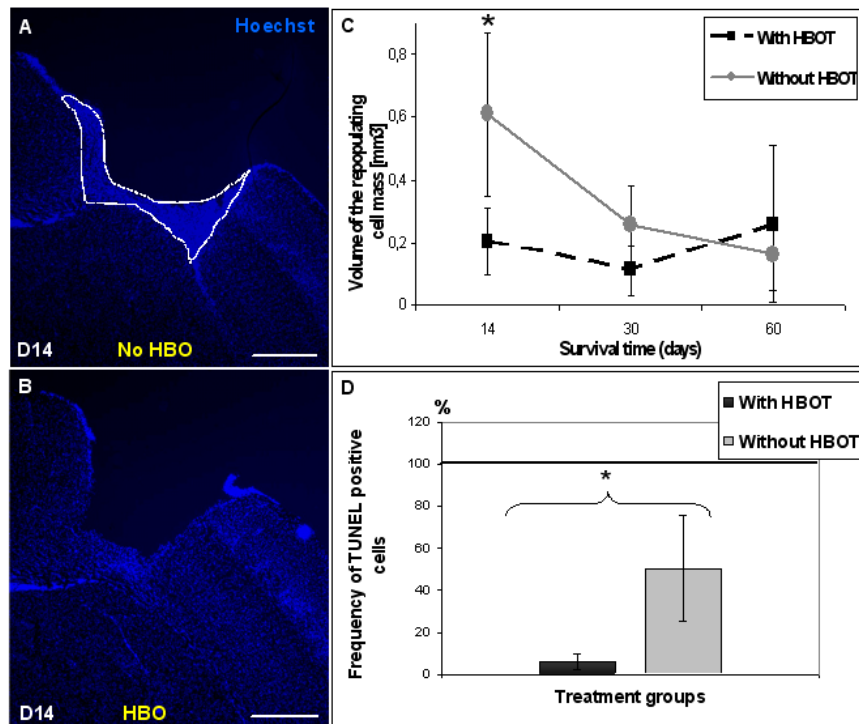 A
Hoechst
D14
No HBO
B
D14
HBO
C
With HBOT
Without HBOT
Volume of the repopulating
cell mass [mm3]
0,8
0,6
0,4
0,2
0
*
14
30
60
Survival time (days)
D
With HBOT
Without HBOT
%
Frequency of TUNEL positive
cells
120
100
80
60
40
20
0
*
Treatment groups